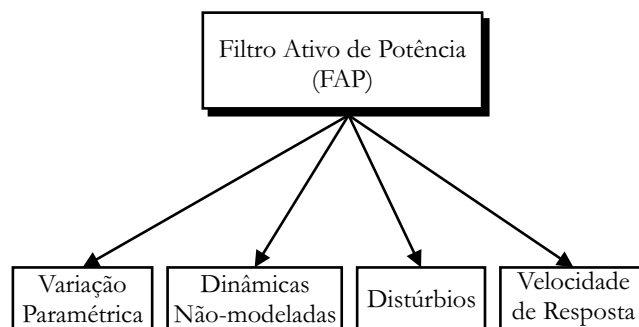 Filtro Ativo de Potência
(FAP)
Variação
Paramétrica
Dinâmicas
Não-modeladas
Distúrbios
Velocidade
de Resposta